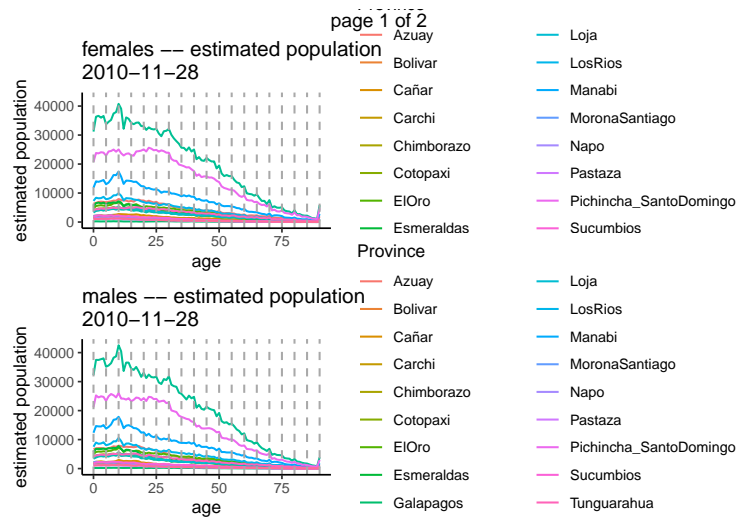 page 1 of 2
females −− estimated population
2010−11−28
estimated population
40000
30000
20000
10000
0
0
25
50
75
age
Azuay
Bolivar
Cañar
Carchi
Chimborazo
Cotopaxi
ElOro
Esmeraldas
Loja
LosRios
Manabi
MoronaSantiago
Napo
Pastaza
Pichincha_SantoDomingo
Sucumbios
males −− estimated population
2010−11−28
estimated population
40000
30000
20000
10000
0
0
25
50
75
age
Province
Azuay
Bolivar
Cañar
Carchi
Chimborazo
Cotopaxi
ElOro
Esmeraldas
Galapagos
Loja
LosRios
Manabi
MoronaSantiago
Napo
Pastaza
Pichincha_SantoDomingo
Sucumbios
Tunguarahua